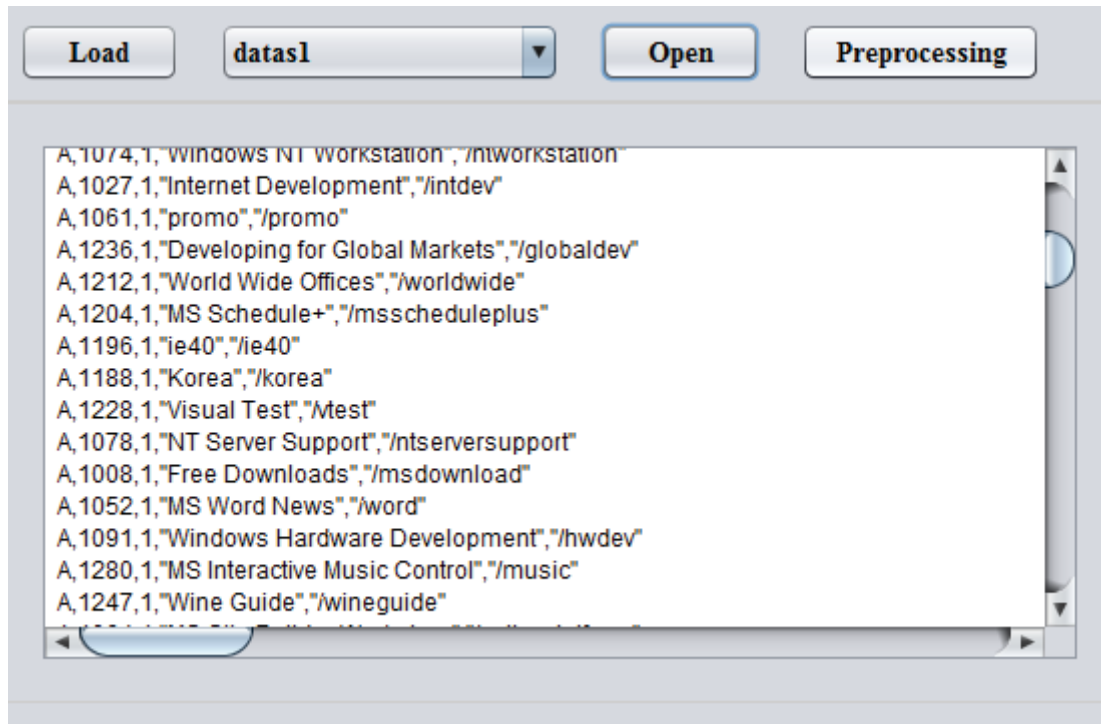 Load datas1 Open Preprocessing
A,1074,1,"Windows NT Workstation","/ntworkstation"
A,1027,1,"Internet Development","/intdev"
A,1061,1,"promo","/promo"
A,1236,1,"Developing for Global Markets","/globaldev"
A,1212,1,"World Wide Offices","/worldwide"
A,1204,1,"MS Schedule+","/msscheduleplus"
A,1196,1,"ie40","/ie40"
A,1188,1,"Korea","/korea"
A,1228,1,"Visual Test","/vtest"
A,1078,1,"NT Server Support","/ntserversupport"
A,1008,1,"Free Downloads","/msdownload"
A,1052,1,"MS Word News","/word"
A,1091,1,"Windows Hardware Development","/hwdev"
A,1280,1,"MS Interactive Music Control","/music"
A,1247,1,"Wine Guide","/wineguide"